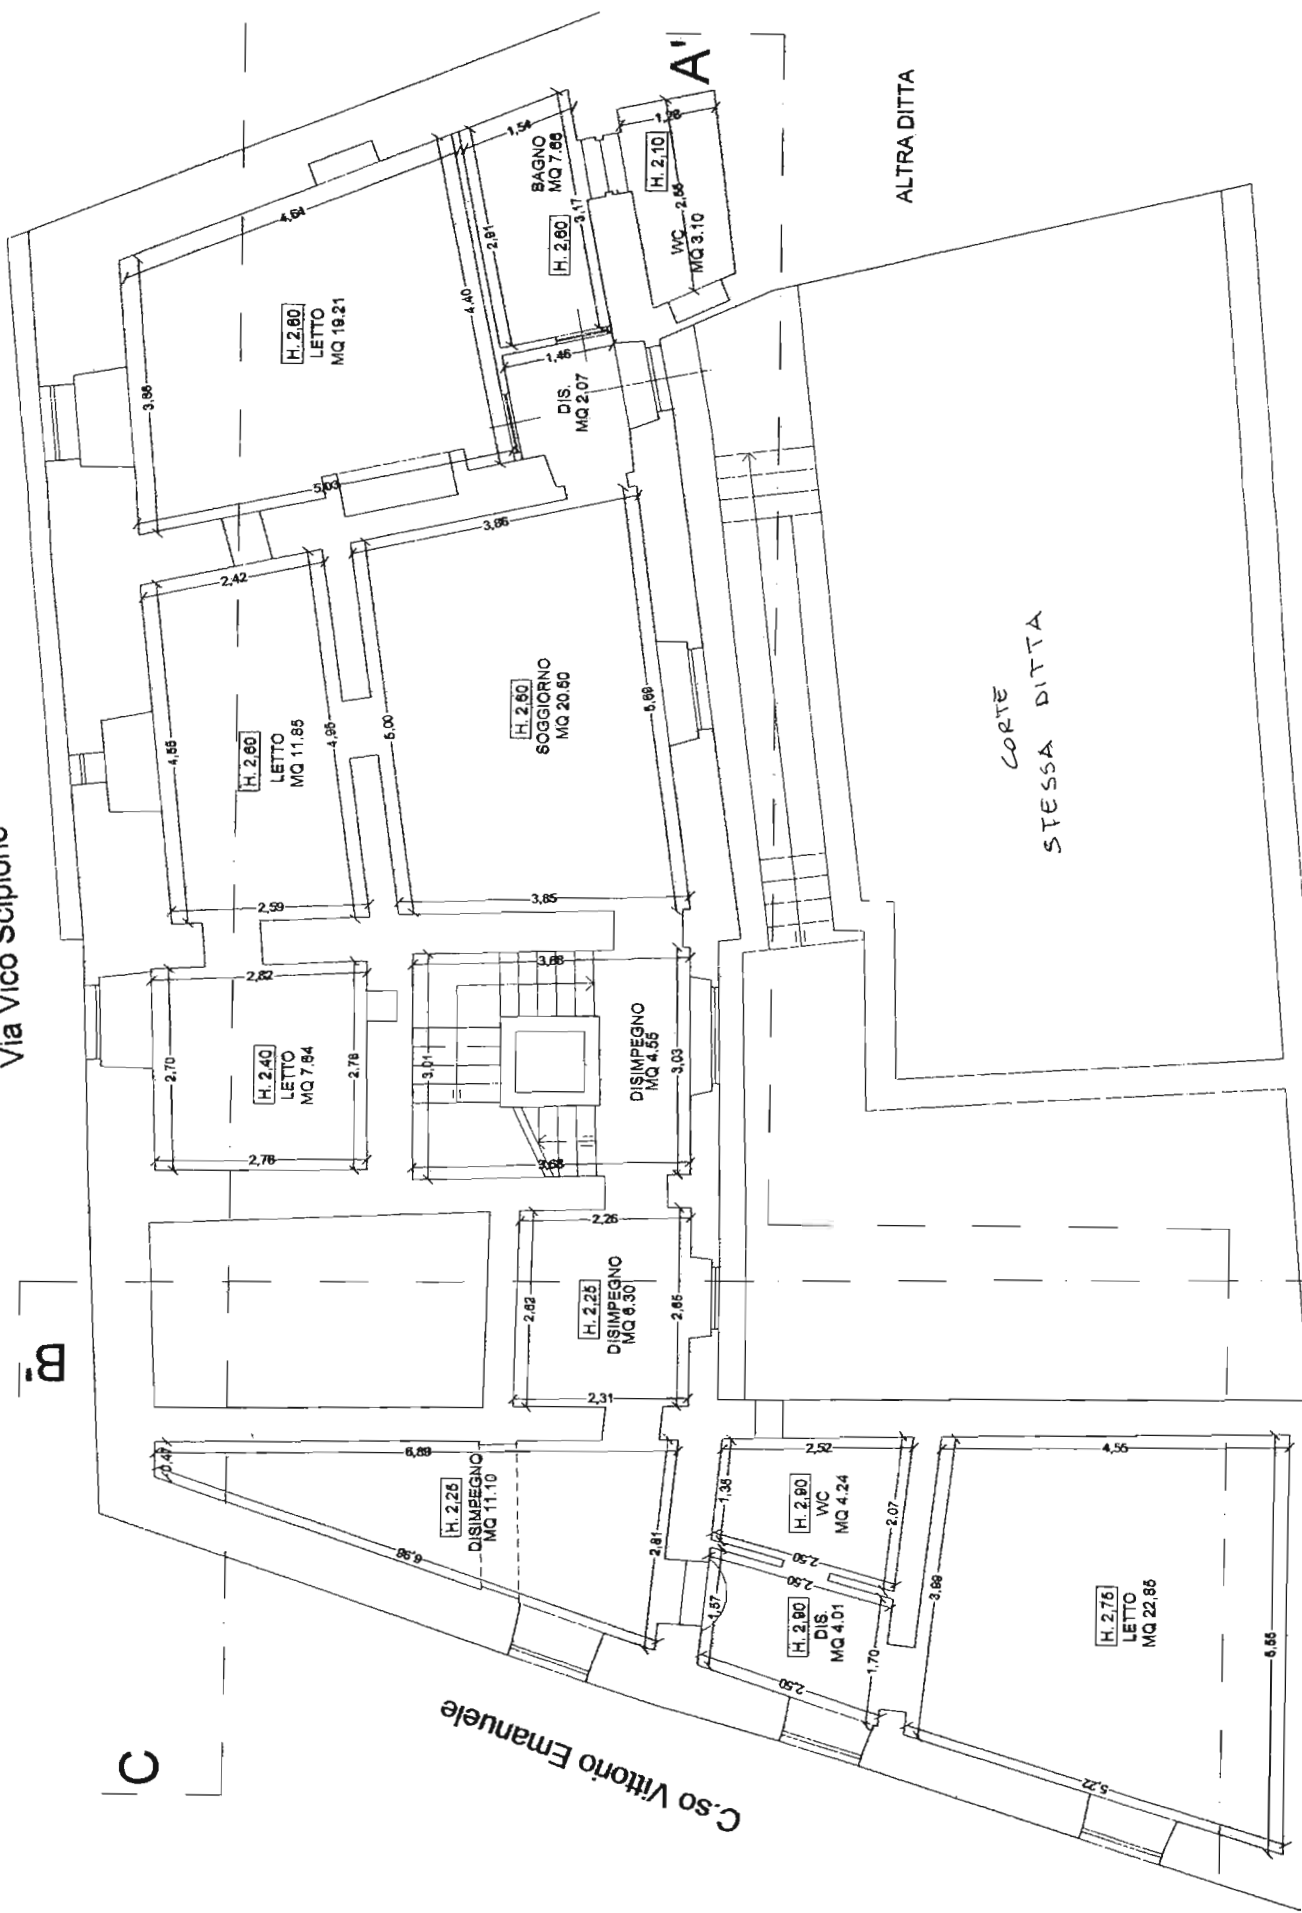 Via Vico Scipione
A'
ALTRA DITTA
1,54
BAGNO
MQ 7.66
H. 2,60
3,17
2,91
1,28
H. 2,10
2,55
WC
MQ 3.10
4,64
H. 2,60
LETTO
MQ 19.21
3,88
4,40
5,03
1,46
DIS.
MQ 2.07
3,86
2,42
4,56
H. 2,60
LETTO
MQ 11.85
4,95
2,59
5,00
H. 2,60
SOGGIORNO
MQ 20.50
5,69
3,85
CORTE
STESSA DITTA
2,82
2,70
H. 2,40
LETTO
MQ 7.64
2,78
2,76
3,68
3,01
DISIMPEGNO
MQ 4.55
3,03
3,68
B
2,26
2,62
H. 2,25
DISIMPEGNO
MQ 6.30
2,65
2,31
0,47
6,89
H. 2,25
DISIMPEGNO
MQ 11.10
6,98
2,81
2,52
1,35
H. 2,90
WC
MQ 4.24
2,07
2,50
2,50
1,57
H. 2,90
DIS.
MQ 4.01
1,70
2,50
4,55
3,99
H. 2,75
LETTO
MQ 22,85
5,55
5,22
C
C.so Vittorio Emanuele